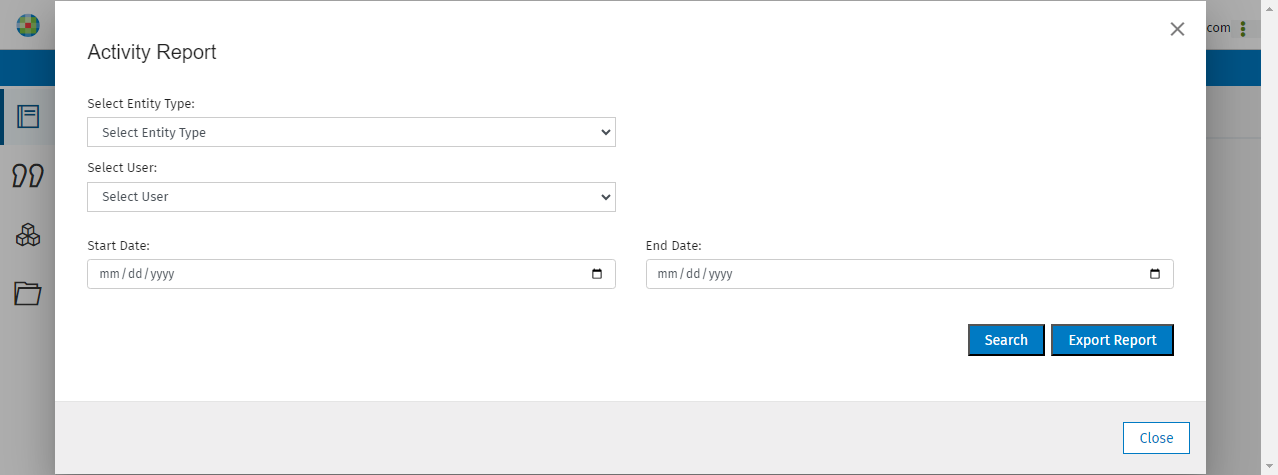 com
Activity Report
Select Entity Type:
Select Entity Type
Select User:
Select User
Start Date:
End Date:
mm/dd/yyyy
mm/dd/yyyy
Search
Export Report
Close